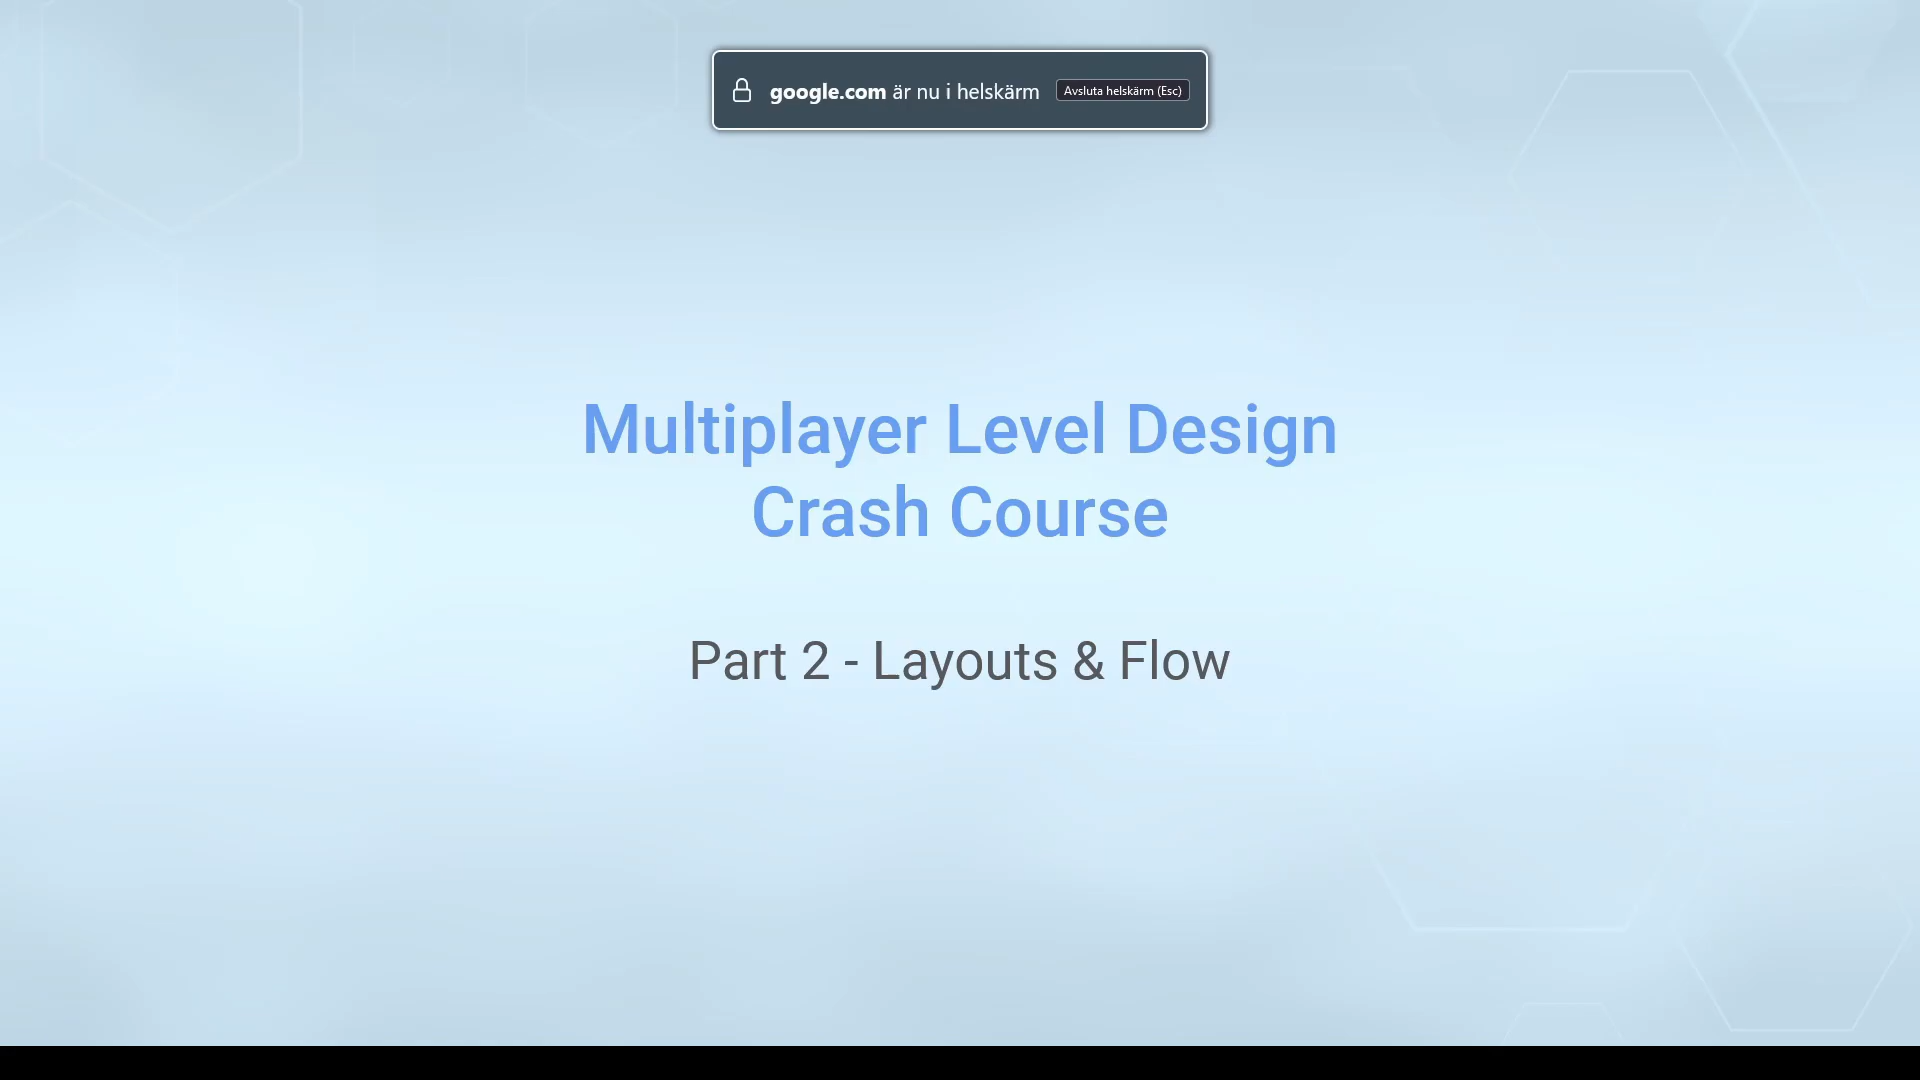 google.com är nu i helskärm Avsluta helskärm (Esc)
Multiplayer Level Design
Crash Course
Part 2 - Layouts & Flow